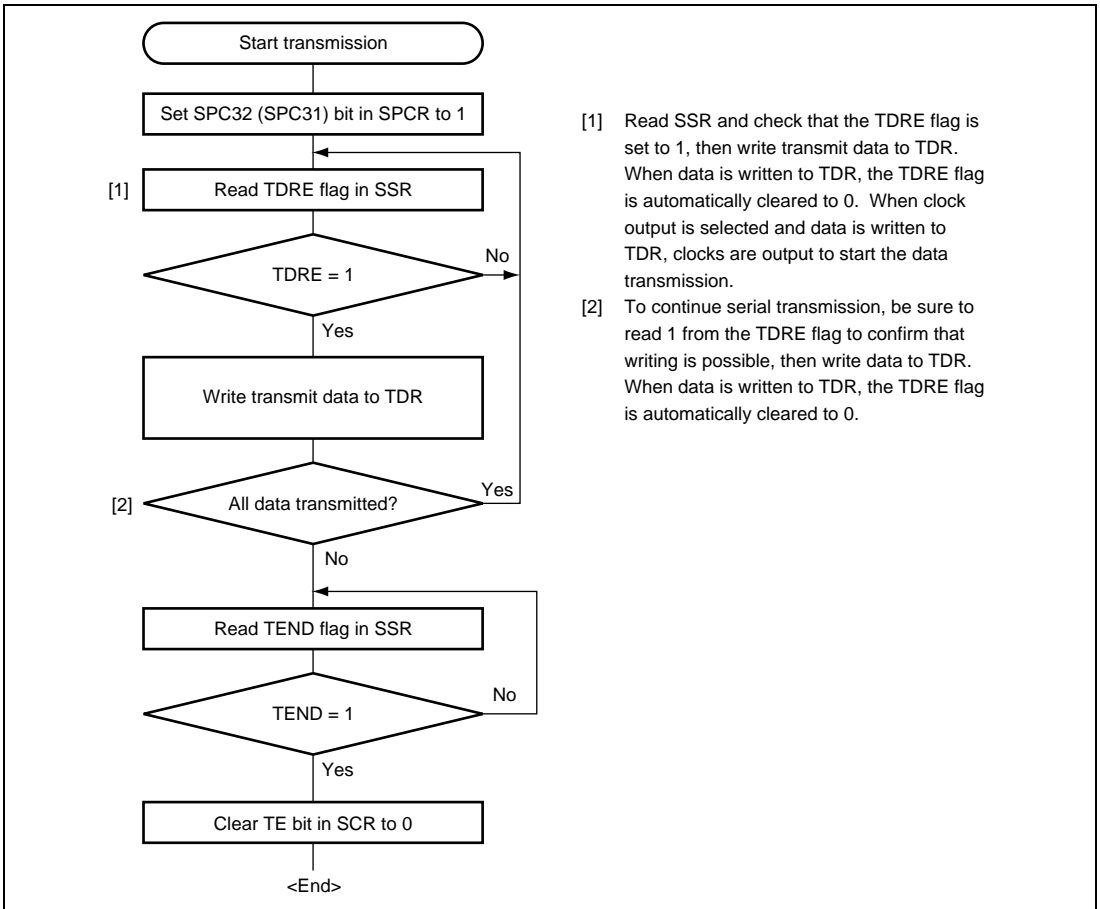 Start transmission
Set SPC32 (SPC31) bit in SPCR to 1
[1]
Read TDRE flag in SSR
TDRE = 1
No
Yes
Write transmit data to TDR
[2]
All data transmitted?
Yes
No
Read TEND flag in SSR
TEND = 1
No
Yes
Clear TE bit in SCR to 0
<End>
[1] Read SSR and check that the TDRE flag is
set to 1, then write transmit data to TDR.
When data is written to TDR, the TDRE flag
is automatically cleared to 0. When clock
output is selected and data is written to
TDR, clocks are output to start the data
transmission.
[2] To continue serial transmission, be sure to
read 1 from the TDRE flag to confirm that
writing is possible, then write data to TDR.
When data is written to TDR, the TDRE flag
is automatically cleared to 0.